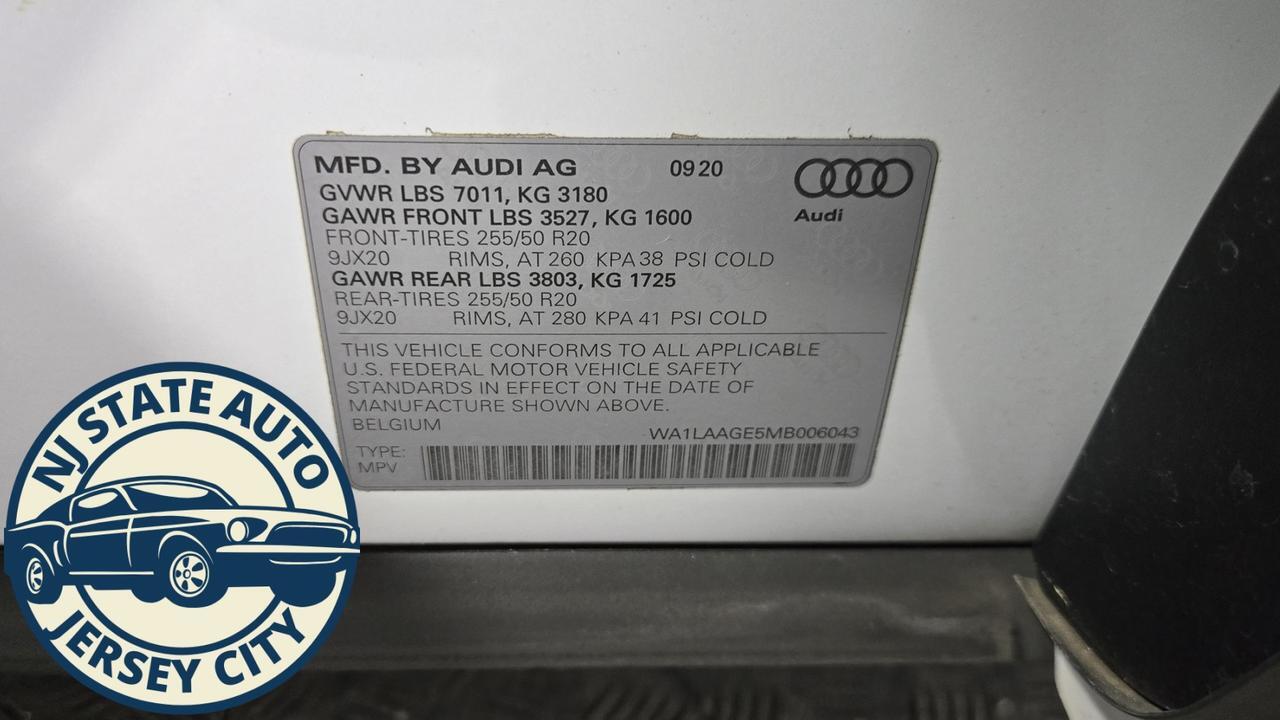 MFD. BY AUDI AG 09 20
GVWR LBS 7011, KG 3180
GAWR FRONT LBS 3527, KG 1600
FRONT-TIRES 255/50 R20
9JX20 RIMS, AT 260 KPA 38 PSI COLD
GAWR REAR LBS 3803, KG 1725
REAR-TIRES 255/50 R20
9JX20 RIMS, AT 280 KPA 41 PSI COLD
Audi
THIS VEHICLE CONFORMS TO ALL APPLICABLE
U.S. FEDERAL MOTOR VEHICLE SAFETY
STANDARDS IN EFFECT ON THE DATE OF
MANUFACTURE SHOWN ABOVE.
BELGIUM
WA1LAAGE5MB006043
TYPE:
MPV
NJ STATE AUTO
JERSEY CITY